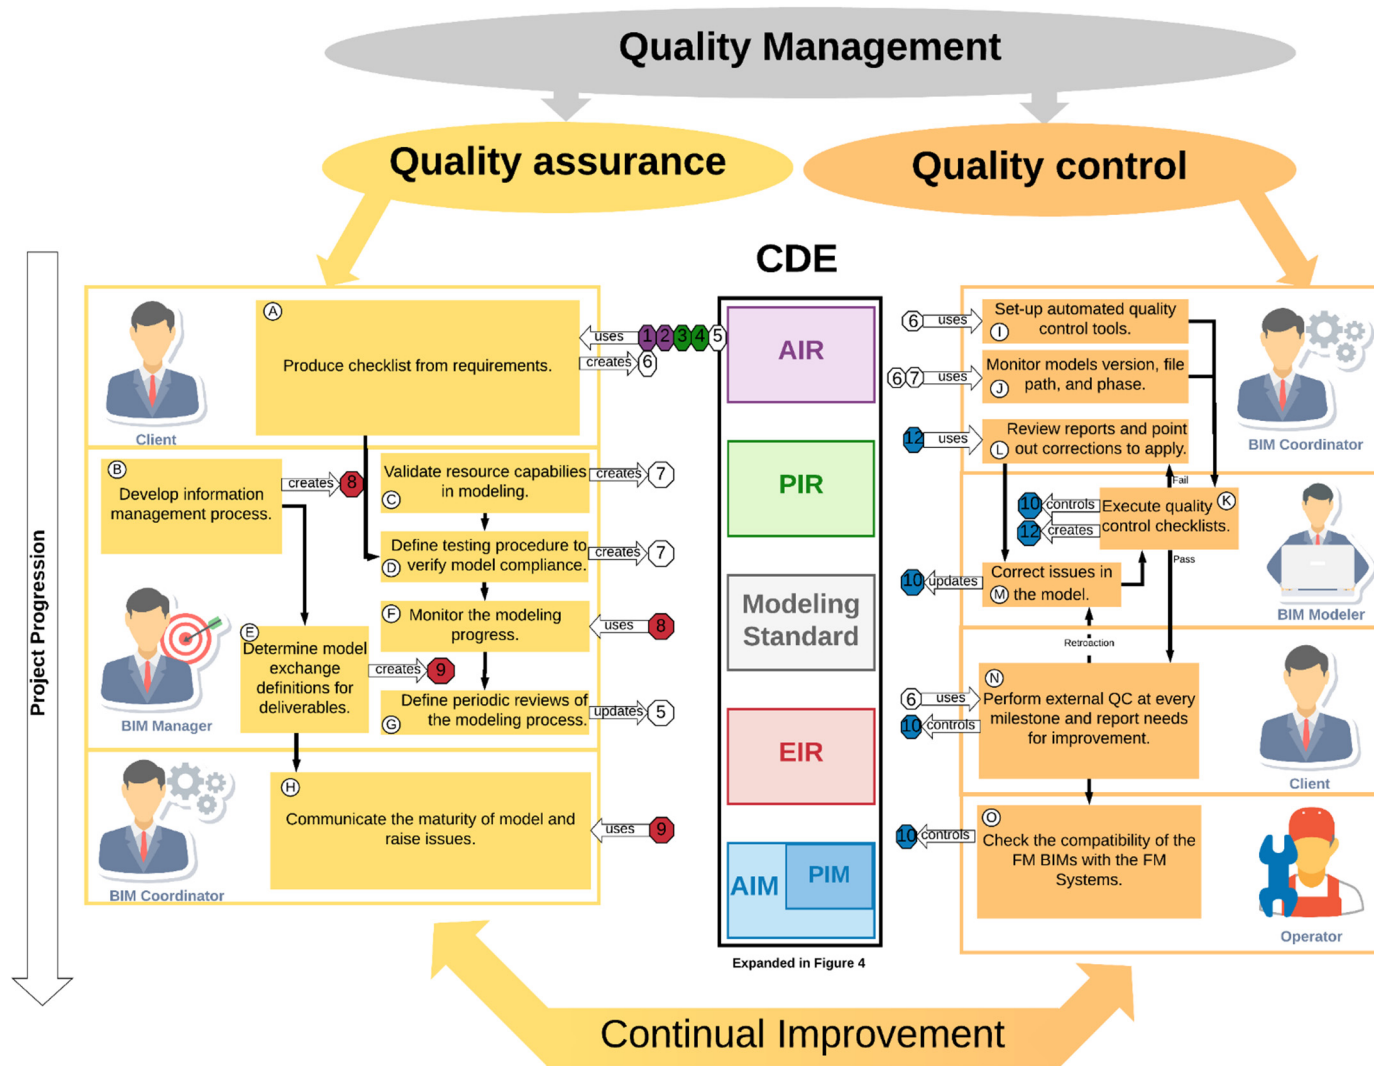 Quality Management
Quality assurance
Quality control
CDE
Project Progression
A
Produce checklist from requirements.
Client
uses
1 2 3 4 5
creates
6
B
Develop information
management process.
creates
8
Validate resource capabilies
C
in modeling.
creates
7
Define testing procedure to
D
verify model compliance.
creates
7
F
Monitor the modeling
progress.
uses
8
E
Determine model
exchange
definitions for
deliverables.
creates
9
Define periodic reviews of
G
the modeling process.
updates
5
BIM Manager
H
Communicate the maturity of model and
raise issues.
uses
9
BIM Coordinator
AIR
PIR
Modeling
Standard
EIR
AIM
PIM
Expanded in Figure 4
6
uses
Set-up automated quality
I
control tools.
6 7
uses
Monitor models version, file
J
path, and phase.
12
uses
Review reports and point
L
out corrections to apply.
BIM Coordinator
Fail
10
controls
12
creates
K
Execute quality
control checklists.
Pass
10
updates
Correct issues in
M
the model.
BIM Modeler
Retroaction
6
uses
10
controls
N
Perform external QC at every
milestone and report needs
for improvement.
Client
10
controls
O
Check the compatibility of the
FM BIMs with the FM
Systems.
Operator
Continual Improvement